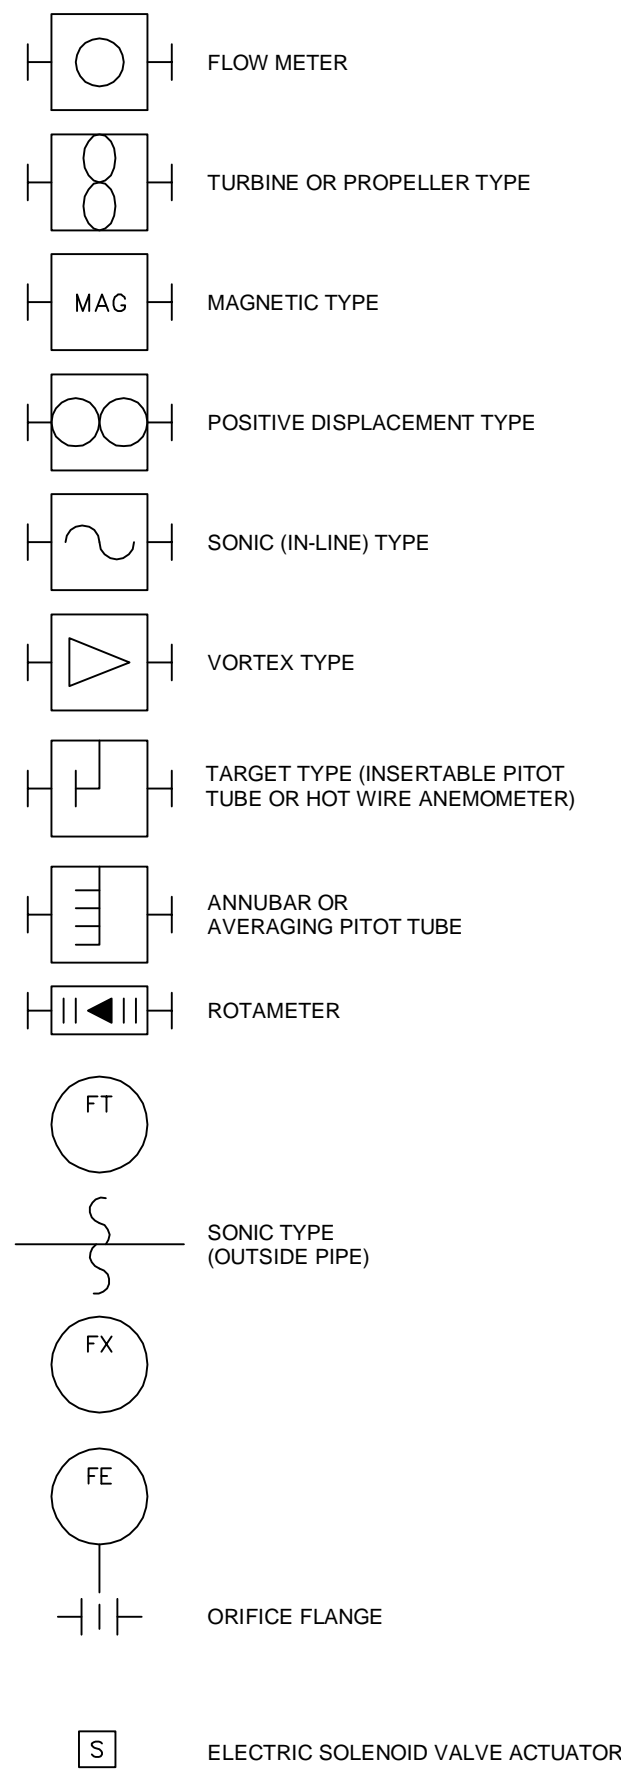 FLOW METER
TURBINE OR PROPELLER TYPE
MAG
MAGNETIC TYPE
POSITIVE DISPLACEMENT TYPE
SONIC (IN-LINE) TYPE
VORTEX TYPE
TARGET TYPE (INSERTABLE PITOT
TUBE OR HOT WIRE ANEMOMETER)
ANNUBAR OR
AVERAGING PITOT TUBE
ROTAMETER
FT
SONIC TYPE
(OUTSIDE PIPE)
FX
FE
ORIFICE FLANGE
S
ELECTRIC SOLENOID VALVE ACTUATOR